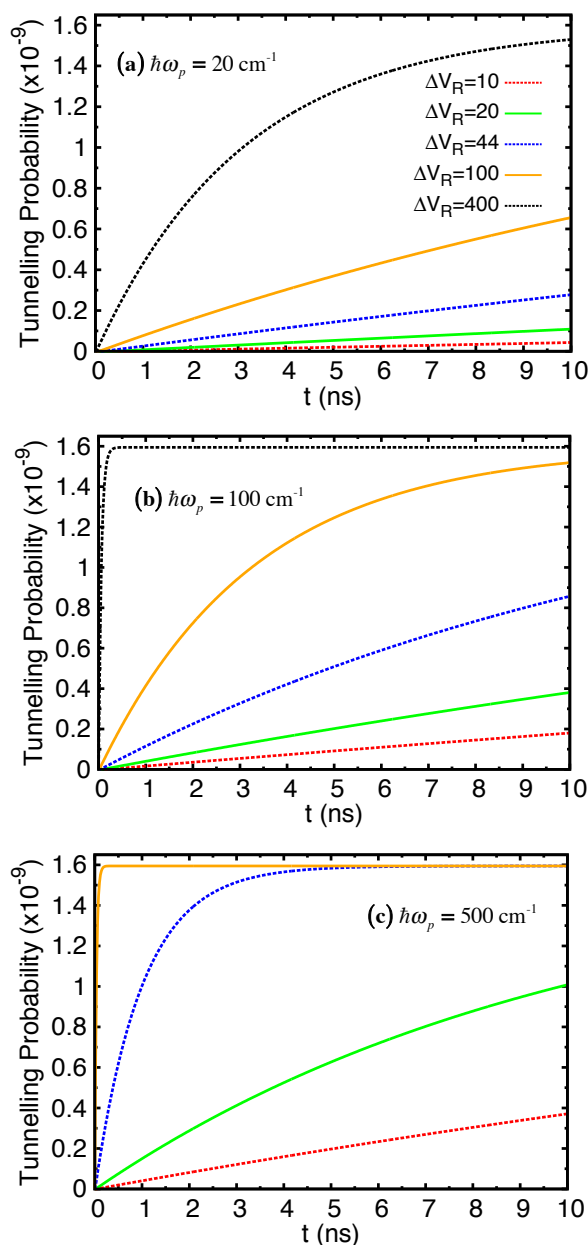 Tunnelling Probability (x10-9)
1.6
1.4
1.2
1
0.8
0.6
0.4
0.2
0
(a) ℏωp = 20 cm-1
ΔVR=10
ΔVR=20
ΔVR=44
ΔVR=100
ΔVR=400
0 1 2 3 4 5 6 7 8 9 10
t (ns)
Tunnelling Probability (x10-9)
1.6
1.4
1.2
1
0.8
0.6
0.4
0.2
0
(b) ℏωp = 100 cm-1
0 1 2 3 4 5 6 7 8 9 10
t (ns)
Tunnelling Probability (x10-9)
1.6
1.4
1.2
1
0.8
0.6
0.4
0.2
0
(c) ℏωp = 500 cm-1
0 1 2 3 4 5 6 7 8 9 10
t (ns)